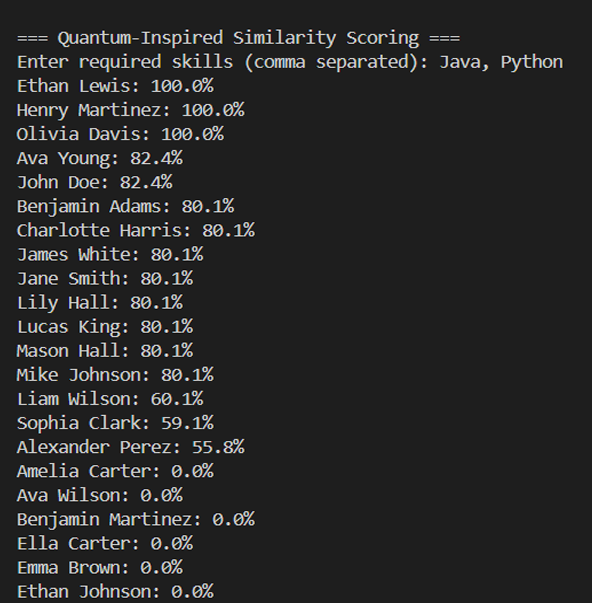 === Quantum-Inspired Similarity Scoring ===
Enter required skills (comma separated): Java, Python
Ethan Lewis: 100.0%
Henry Martinez: 100.0%
Olivia Davis: 100.0%
Ava Young: 82.4%
John Doe: 82.4%
Benjamin Adams: 80.1%
Charlotte Harris: 80.1%
James White: 80.1%
Jane Smith: 80.1%
Lily Hall: 80.1%
Lucas King: 80.1%
Mason Hall: 80.1%
Mike Johnson: 80.1%
Liam Wilson: 60.1%
Sophia Clark: 59.1%
Alexander Perez: 55.8%
Amelia Carter: 0.0%
Ava Wilson: 0.0%
Benjamin Martinez: 0.0%
Ella Carter: 0.0%
Emma Brown: 0.0%
Ethan Johnson: 0.0%